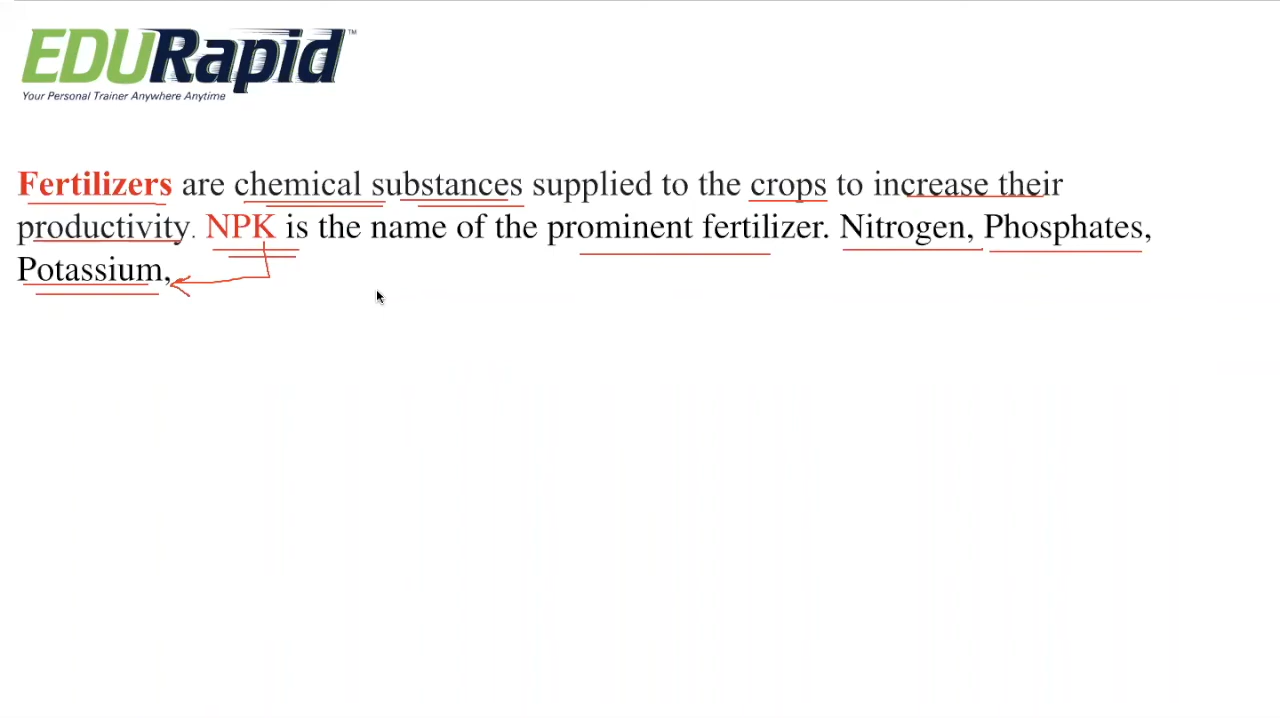 EDURapid™
Your Personal Trainer Anywhere Anytime
Fertilizers are chemical substances supplied to the crops to increase their
productivity. NPK is the name of the prominent fertilizer. Nitrogen, Phosphates,
Potassium,